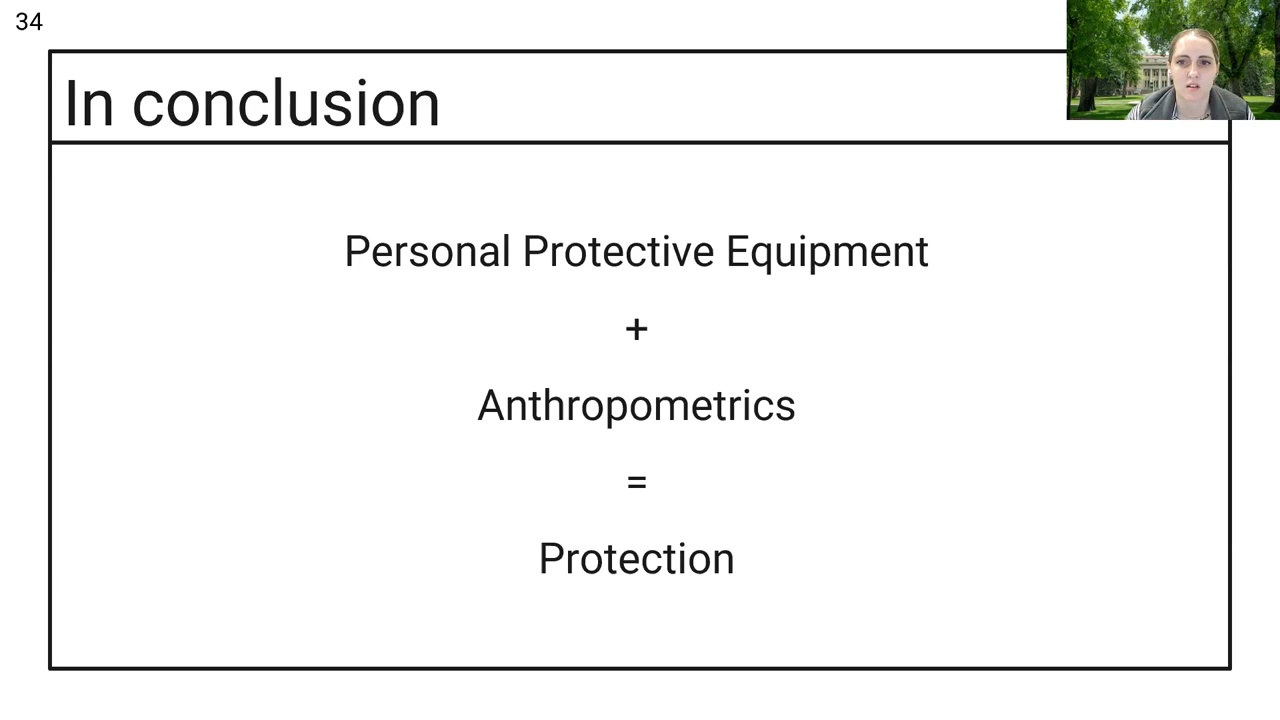 34
In conclusion
Personal Protective Equipment
+
Anthropometrics
=
Protection